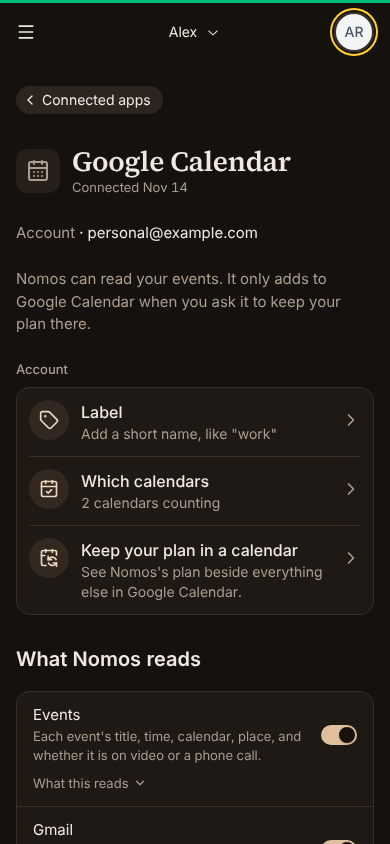 Alex
AR
Connected apps
Google Calendar
Connected Nov 14
Account · personal@example.com
Nomos can read your events. It only adds to
Google Calendar when you ask it to keep your
plan there.
Account
Label
Add a short name, like "work"
Which calendars
2 calendars counting
Keep your plan in a calendar
See Nomos's plan beside everything
else in Google Calendar.
What Nomos reads
Events
Each event's title, time, calendar, place, and
whether it is on video or a phone call.
What this reads
Gmail